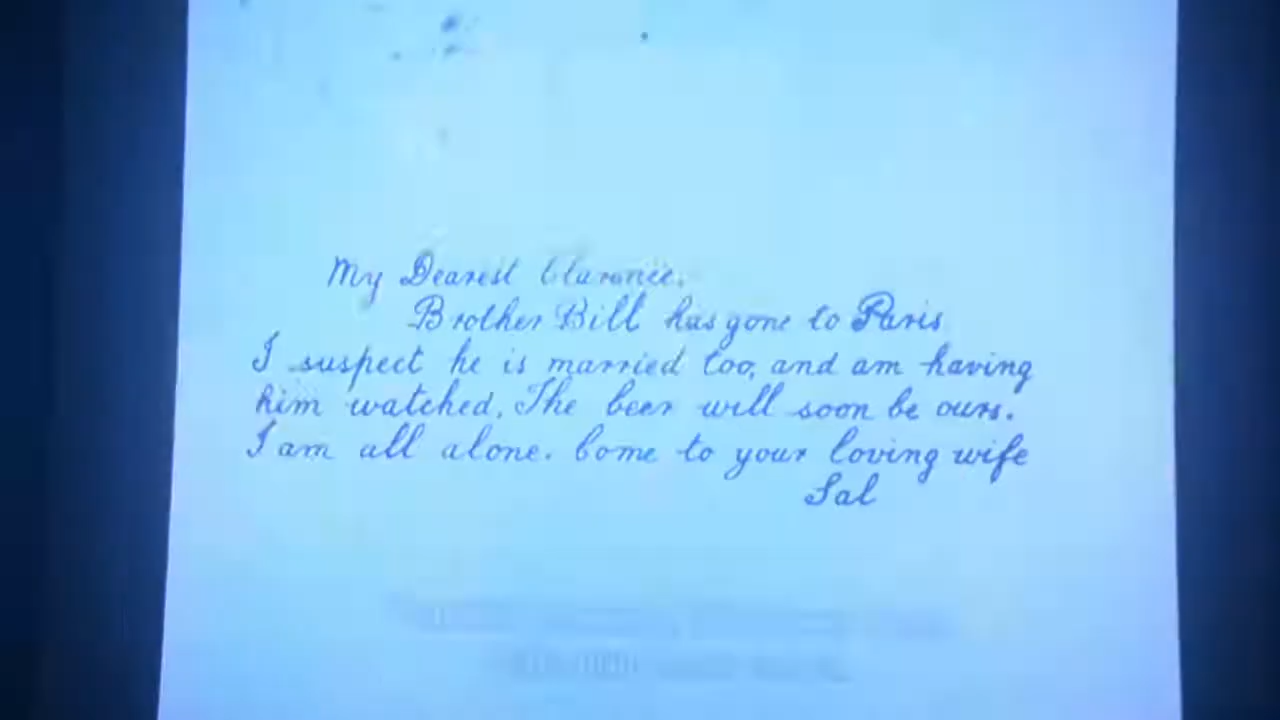 My Dearest Clarence.
Brother Bill has gone to Paris
I suspect he is married too, and am having
him watched. The beer will soon be ours.
I am all alone. Come to your loving wife
Sal